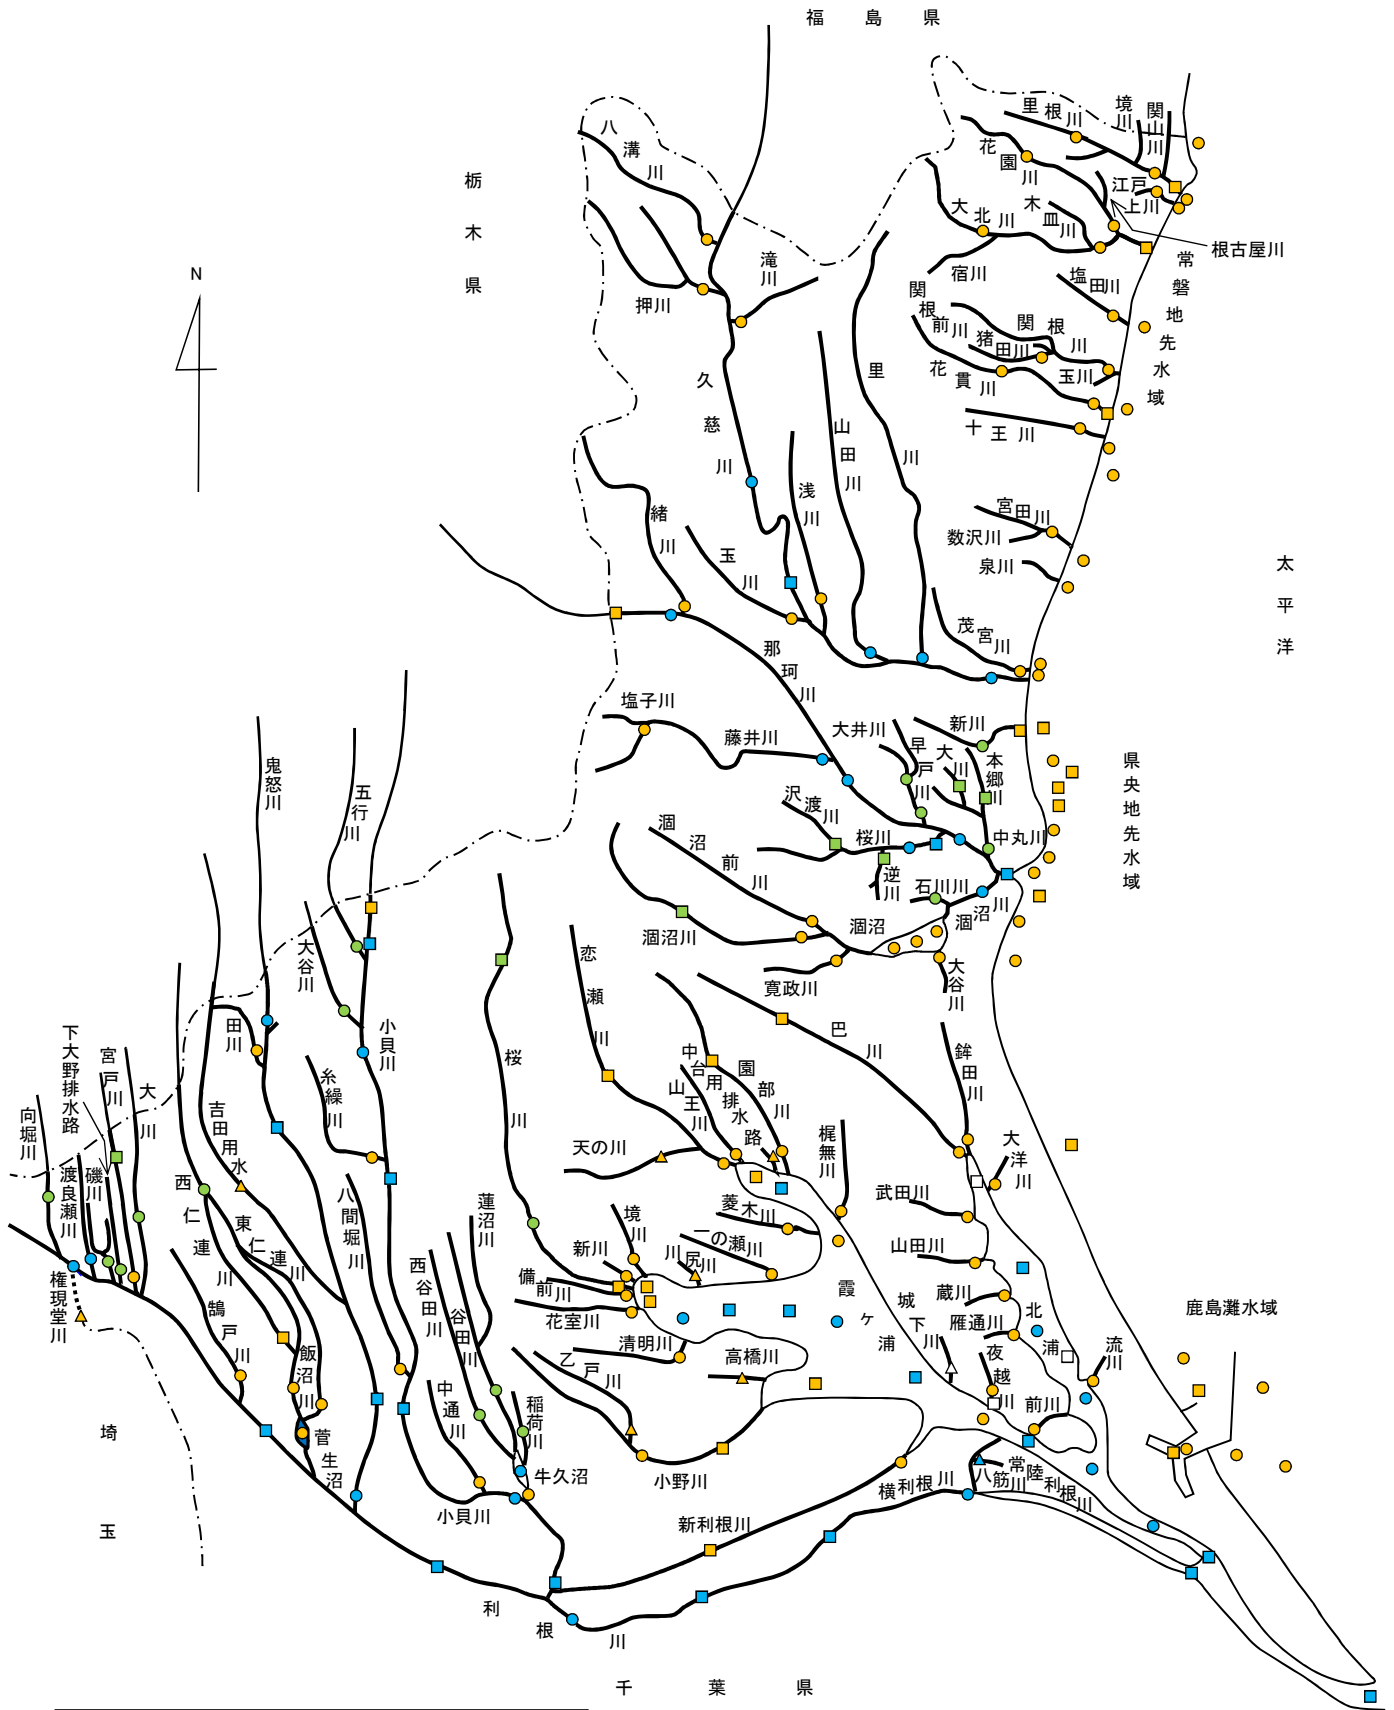 福島県
栃木県
N
八溝川
押川
滝川
久慈川
里根川
境川
関山川
花園川
江戸上川
大北川
木皿川
根古屋川
宿川
塩田川
常磐地先水域
関根前川
関根川
猪田川
花貫川
玉川
十王川
里川
山田川
浅川
緒川
玉川
宮田川
数沢川
泉川
太平洋
茂宮川
那珂川
塩子川
藤井川
大井川
早戸川
大川
新川
本郷川
県央地先水域
沢渡川
桜川
逆川
中丸川
石川川
涸沼川
涸沼前川
涸沼
涸沼川
寛政川
大谷川
鬼怒川
五行川
大谷川
小貝川
田川
糸繰川
桜川
恋瀬川
巴川
鉾田川
中台用排水路
園部川
山王川
天の川
梶無川
大洋川
武田川
山田川
蔵川
雁通川
北浦
流川
夜越川
前川
鹿島灘水域
下大野排水路
宮戸川
大川
向堀川
渡良瀬川
磯川
権現堂川
吉田用水
西仁連川
東仁連川
鵠戸川
飯沼川
菅生沼
八間堀川
西谷田川
谷田川
蓮沼川
中通川
稲荷川
牛久沼
小貝川
境川
新川
備前川
花室川
川尻川
一の瀬川
菱木川
清明川
高橋川
乙戸川
小野川
霞ヶ浦
城下川
新利根川
横利根川
八筋川
常陸利根川
利根川
埼玉
千葉県